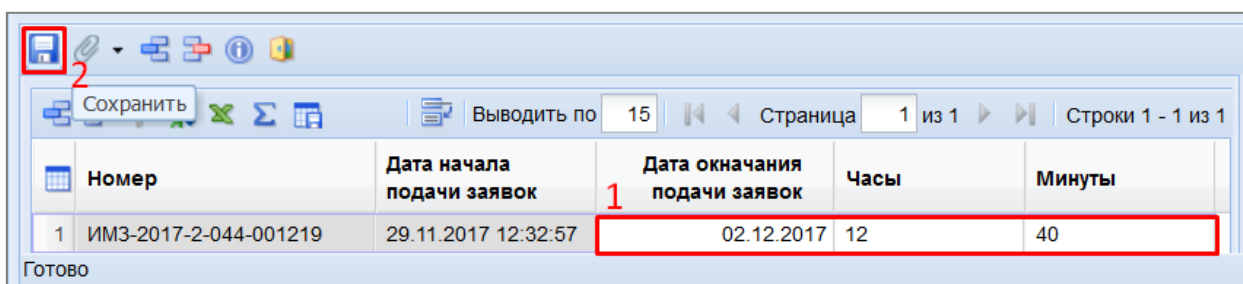 2
Сохранить
Выводить по 15 Страница 1 из 1 Строки 1 - 1 из 1
Номер Дата начала подачи заявок Дата окначания подачи заявок Часы Минуты
1
1 ИМЗ-2017-2-044-001219 29.11.2017 12:32:57 02.12.2017 12 40
Готово